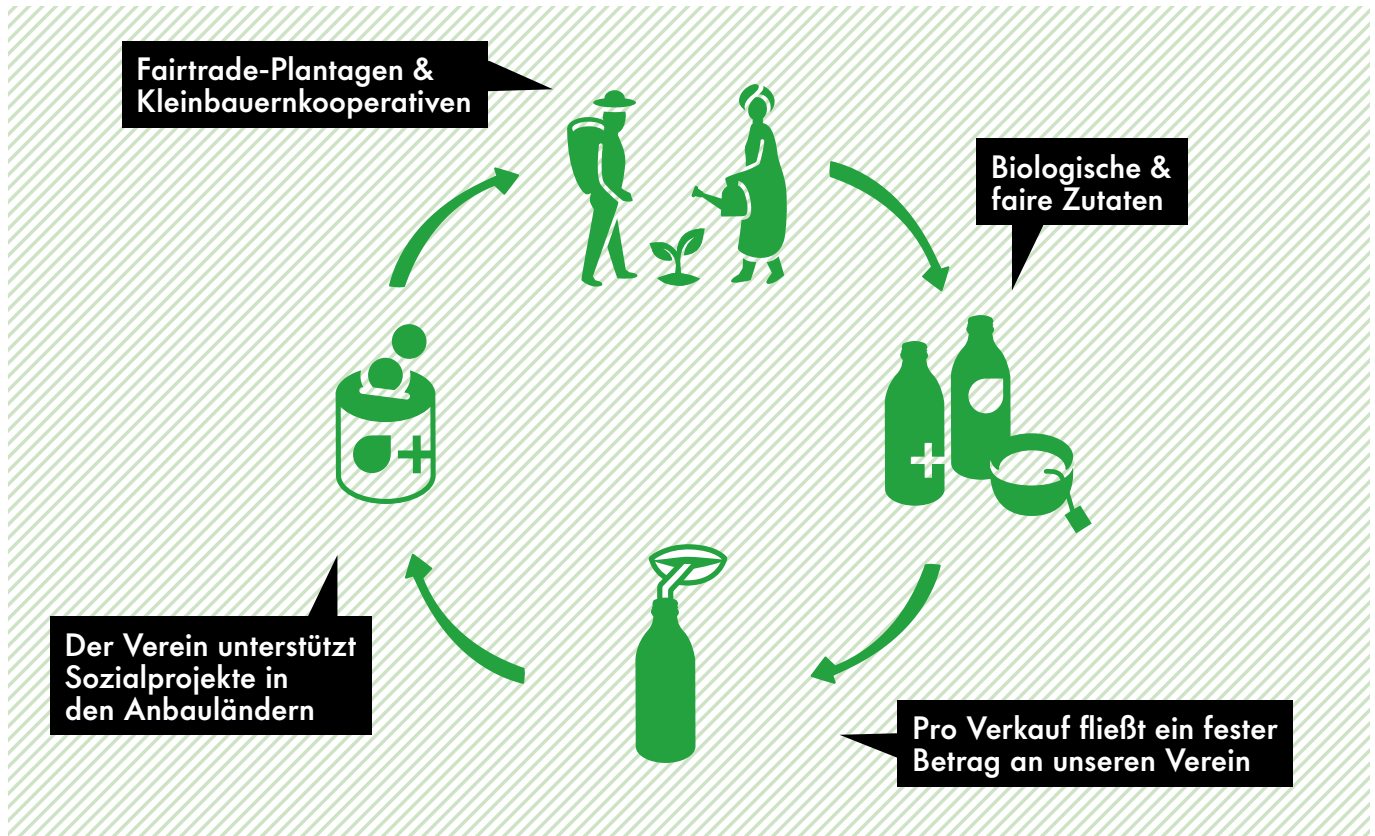 Fairtrade-Plantagen &
Kleinbauernkooperativen
Biologische &
faire Zutaten
Pro Verkauf fließt ein fester
Betrag an unseren Verein
Der Verein unterstützt
Sozialprojekte in
den Anbauländern